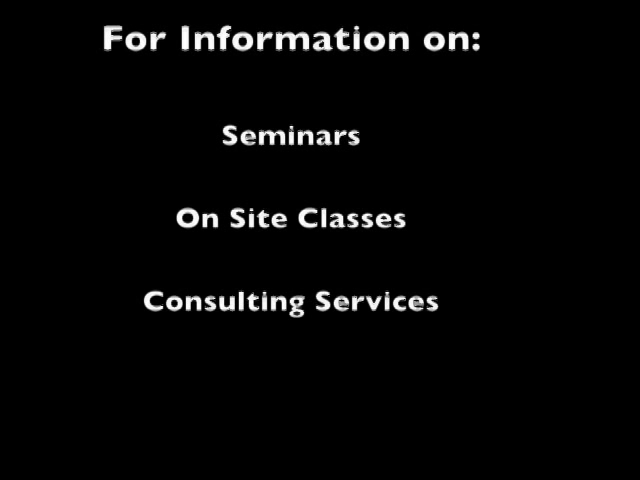 For Information on:
Seminars
On Site Classes
Consulting Services